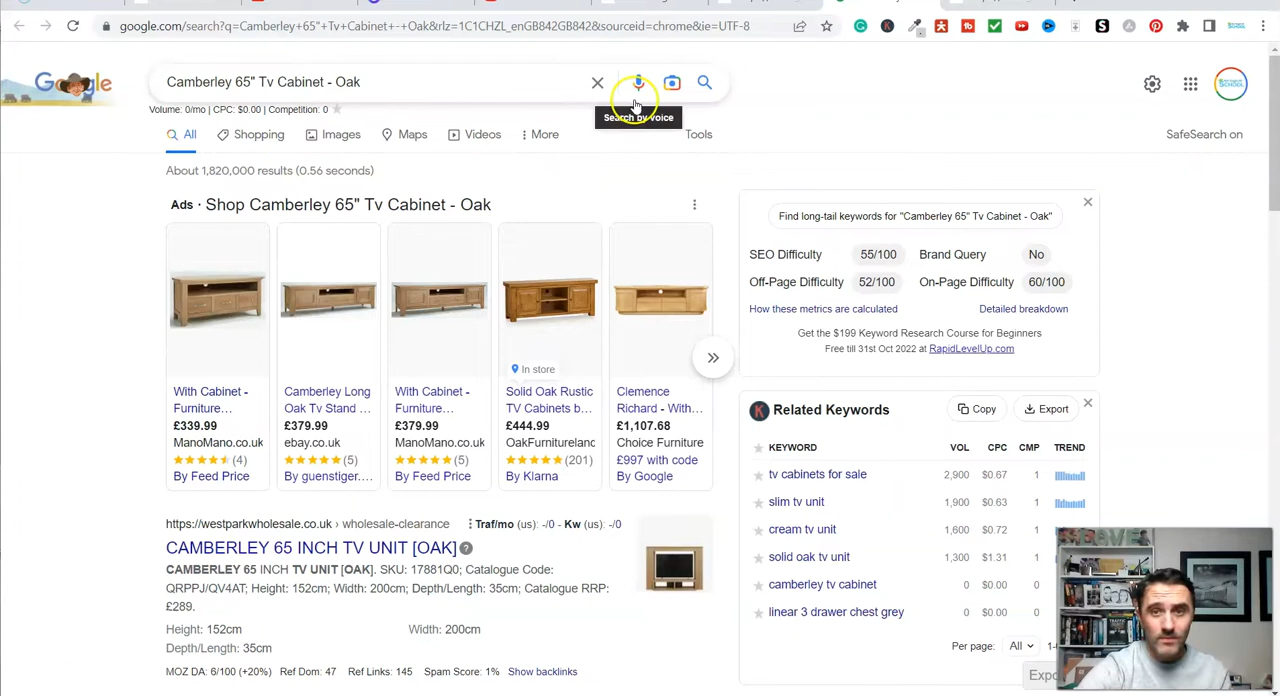 google.com/search?q=Camberley+65"+Tv+Cabinet+-+Oak&rlz=1C1CHZL_enGB842GB842&sourceid=chrome&ie=UTF-8
Google
Camberley 65" Tv Cabinet - Oak
Volume: 0/mo | CPC: $0.00 | Competition: 0
Search by voice
All
Shopping
Images
Maps
Videos
More
Tools
SafeSearch on
About 1,820,000 results (0.56 seconds)
Ads · Shop Camberley 65" Tv Cabinet - Oak
With Cabinet -
Furniture...
£339.99
ManoMano.co.uk
(4)
By Feed Price
Camberley Long
Oak Tv Stand ...
£379.99
ebay.co.uk
(5)
By guenstiger....
With Cabinet -
Furniture...
£379.99
ManoMano.co.uk
(5)
By Feed Price
In store
Solid Oak Rustic
TV Cabinets b...
£444.99
OakFurnitureland
(201)
By Klarna
Clemence
Richard - With...
£1,107.68
Choice Furniture
£997 with code
By Google
https://westparkwholesale.co.uk › wholesale-clearance
Traf/mo (us): -/0 - Kw (us): -/0
CAMBERLEY 65 INCH TV UNIT [OAK]
CAMBERLEY 65 INCH TV UNIT [OAK]. SKU: 17881Q0; Catalogue Code:
QRPPJ/QV4AT; Height: 152cm; Width: 200cm; Depth/Length: 35cm; Catalogue RRP:
£289.
Height: 152cm
Width: 200cm
Depth/Length: 35cm
MOZ DA: 6/100 (+20%) Ref Dom: 47 Ref Links: 145 Spam Score: 1% Show backlinks
Find long-tail keywords for "Camberley 65" Tv Cabinet - Oak"
SEO Difficulty 55/100 Brand Query No
Off-Page Difficulty 52/100 On-Page Difficulty 60/100
How these metrics are calculated
Detailed breakdown
Get the $199 Keyword Research Course for Beginners
Free till 31st Oct 2022 at RapidLevelUp.com
K
Related Keywords
Copy
Export
KEYWORD VOL CPC CMP TREND
tv cabinets for sale 2,900 $0.67 1
slim tv unit 1,900 $0.63 1
cream tv unit 1,600 $0.72 1
solid oak tv unit 1,300 $1.31 1
camberley tv cabinet 0 $0.00 0
linear 3 drawer chest grey 0 $0.00 0
Per page: All